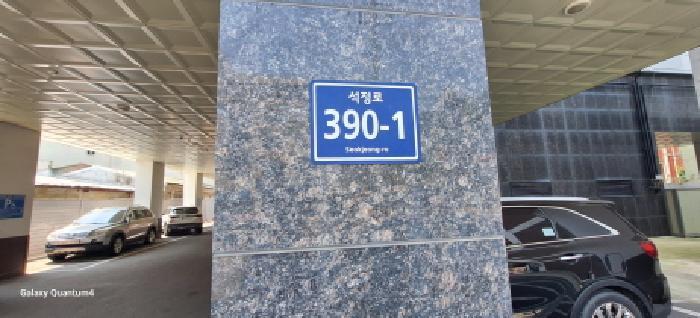 석정로
390-1
Seokjeong-ro
P
Galaxy Quantum4